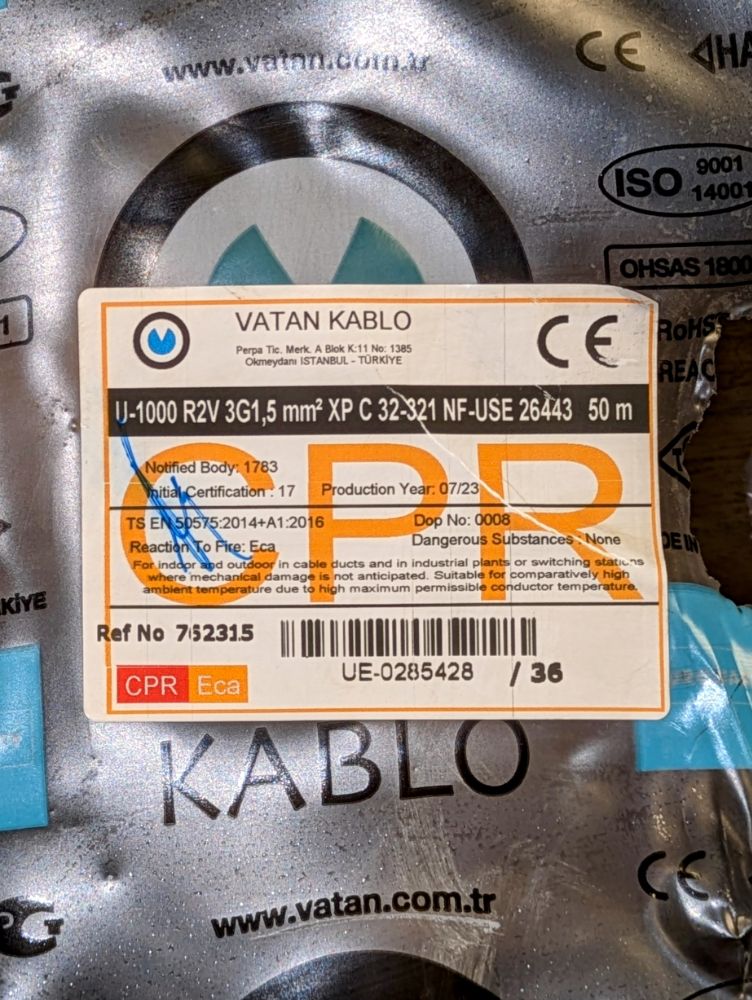 www.vatan.com.tr
CE
ISO 9001
OHSAS 1800
RoHS
REAC
VATAN KABLO
Perpa Tic. Merk. A Blok K:11 No: 1385
Okmeydanı ISTANBUL - TÜRKİYE
CE
U-1000 R2V 3G1,5 mm² XP C 32-321 NF-USE 26443 50 m
CPR
Notified Body: 1783
Initial Certification : 17 Production Year: 07/23
TS EN 50575:2014+A1:2016 Dop No: 0008
Reaction To Fire: Eca Dangerous Substances : None
For indoor and outdoor in cable ducts and in industrial plants or switching stations
where mechanical damage is not anticipated. Suitable for comparatively high
ambient temperature due to high maximum permissible conductor temperature.
Ref No 762315
UE-0285428 / 36
CPR Eca
KABLO
CE
www.vatan.com.tr